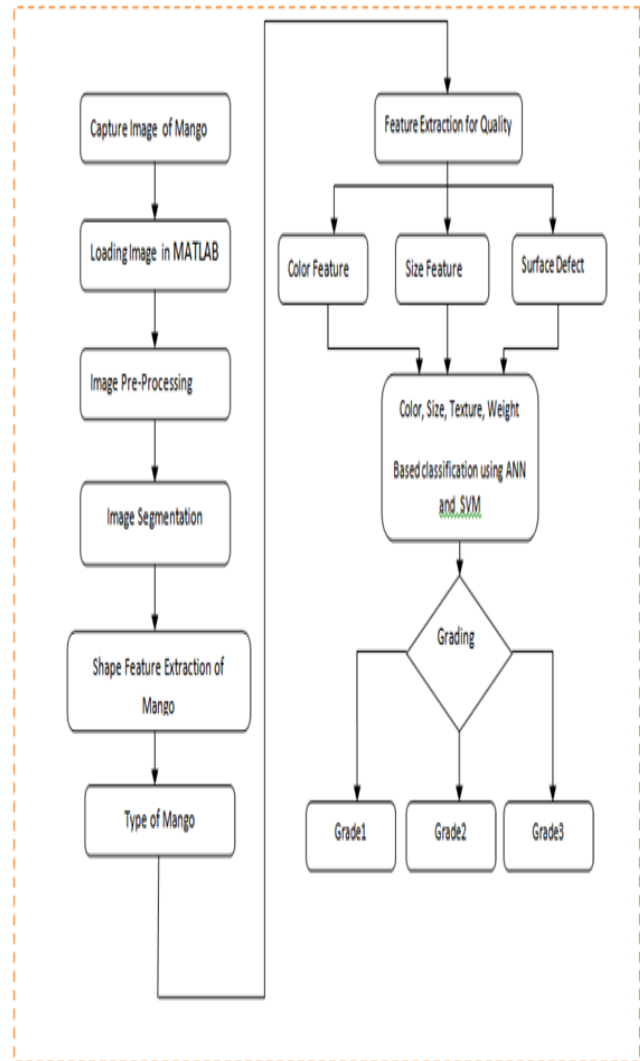 Capture Image of Mango
Loading Image in MATLAB
Image Pre-Processing
Image Segmentation
Shape Feature Extraction of
Mango
Type of Mango
Feature Extraction for Quality
Color Feature
Size Feature
Surface Defect
Color, Size, Texture, Weight
Based classification using ANN
and SVM
Grading
Grade1
Grade2
Grade3